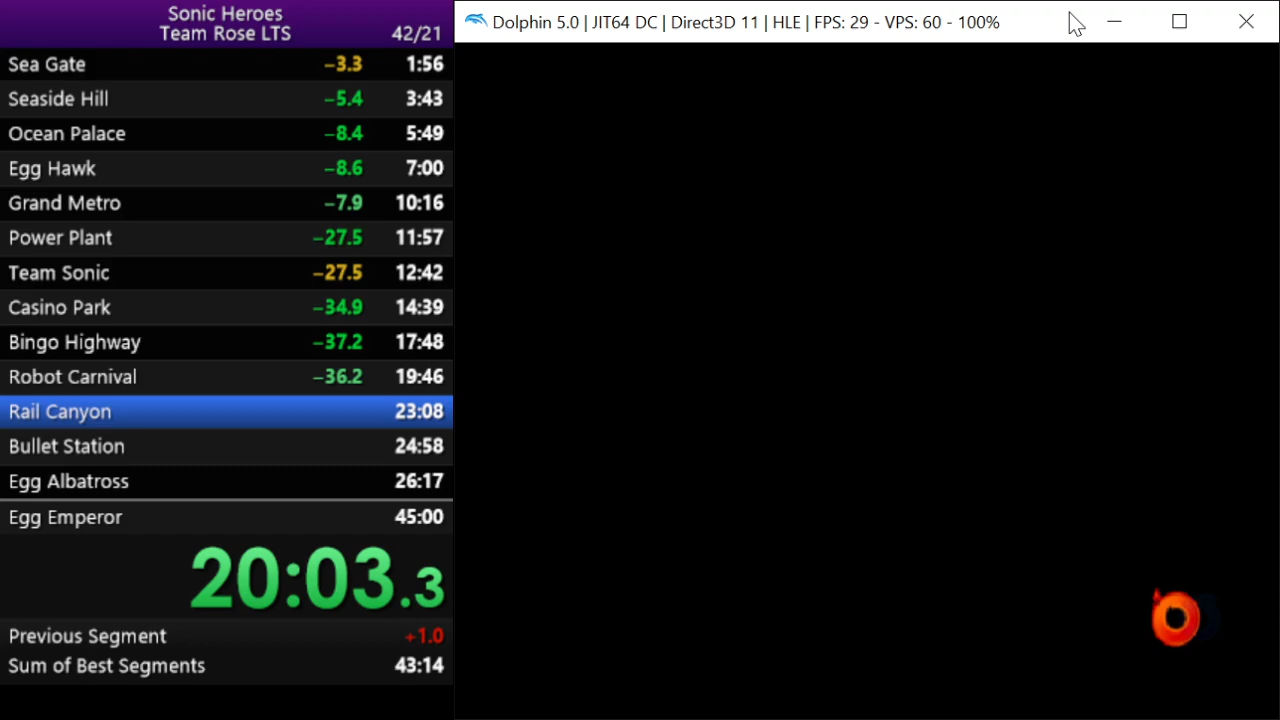 Sonic Heroes
Team Rose LTS 42/21
Sea Gate −3.3 1:56
Seaside Hill −5.4 3:43
Ocean Palace −8.4 5:49
Egg Hawk −8.6 7:00
Grand Metro −7.9 10:16
Power Plant −27.5 11:57
Team Sonic −27.5 12:42
Casino Park −34.9 14:39
Bingo Highway −37.2 17:48
Robot Carnival −36.2 19:46
Rail Canyon 23:08
Bullet Station 24:58
Egg Albatross 26:17
Egg Emperor 45:00
20:03.3
Previous Segment +1.0
Sum of Best Segments 43:14
Dolphin 5.0 | JIT64 DC | Direct3D 11 | HLE | FPS: 29 - VPS: 60 - 100%